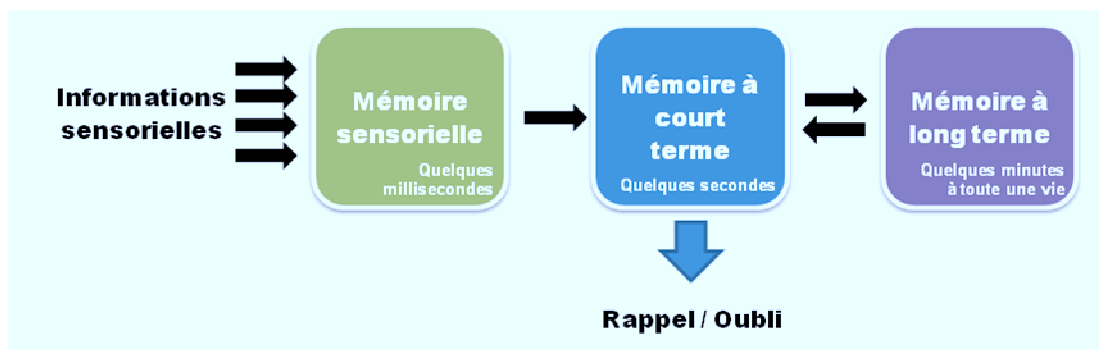 Informations
sensorielles
Mémoire
sensorielle
Quelques
millisecondes
Mémoire à
court
terme
Quelques secondes
Mémoire à
long terme
Quelques minutes
à toute une vie
Rappel / Oubli